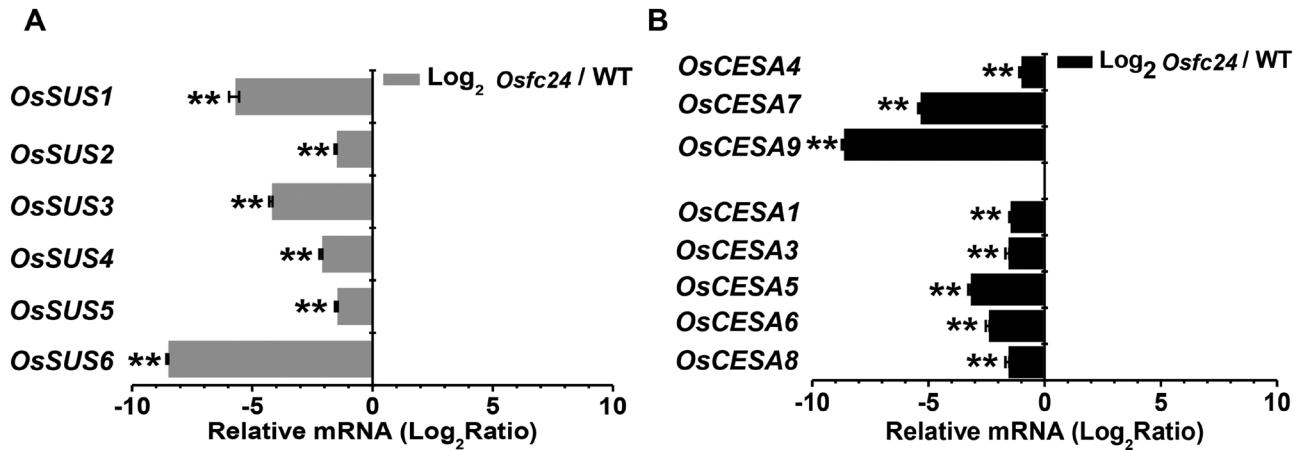 A
Log₂ Osfc24 / WT
OsSUS1 **
OsSUS2 **
OsSUS3 **
OsSUS4 **
OsSUS5 **
OsSUS6 **
-10 -5 0 5 10
Relative mRNA (Log₂Ratio)
B
Log₂ Osfc24 / WT
OsCESA4 **
OsCESA7 **
OsCESA9 **
OsCESA1 **
OsCESA3 **
OsCESA5 **
OsCESA6 **
OsCESA8 **
-10 -5 0 5 10
Relative mRNA (Log₂Ratio)